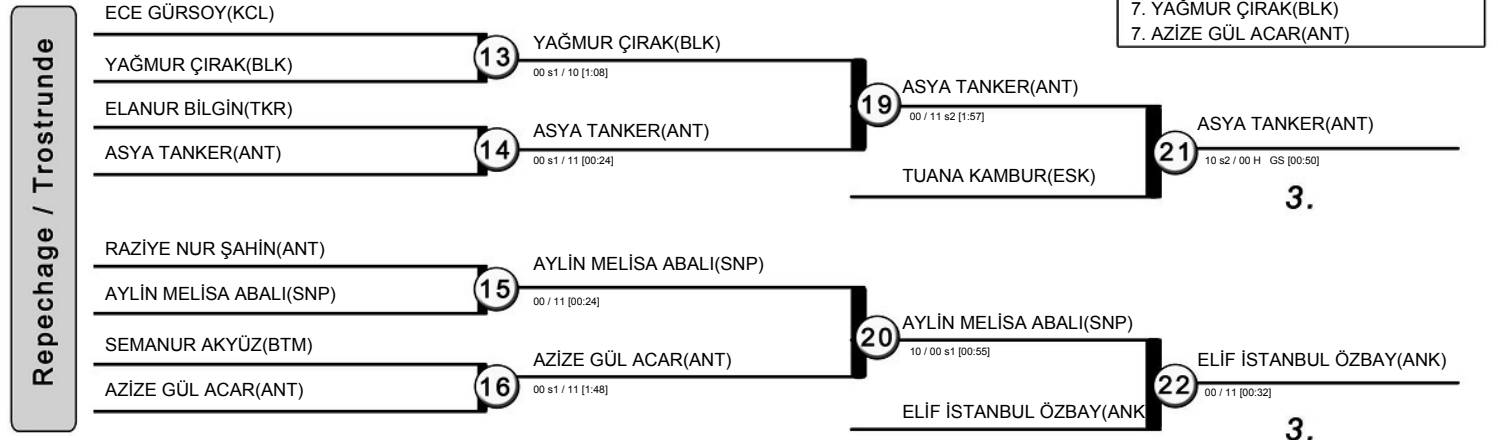 Repechage / Trostrunde
7. YAĞMUR ÇIRAK(BLK)
7. AZİZE GÜL ACAR(ANT)
ECE GÜRSOY(KCL)
YAĞMUR ÇIRAK(BLK)
13
YAĞMUR ÇIRAK(BLK)
00 s1 / 10 [1:08]
ELANUR BİLGİN(TKR)
ASYA TANKER(ANT)
14
ASYA TANKER(ANT)
00 s1 / 11 [00:24]
19
ASYA TANKER(ANT)
00 / 11 s2 [1:57]
TUANA KAMBUR(ESK)
21
ASYA TANKER(ANT)
10 s2 / 00 H GS [00:50]
3.
RAZİYE NUR ŞAHİN(ANT)
AYLİN MELİSA ABALI(SNP)
15
AYLİN MELİSA ABALI(SNP)
00 / 11 [00:24]
SEMANUR AKYÜZ(BTM)
AZİZE GÜL ACAR(ANT)
16
AZİZE GÜL ACAR(ANT)
00 s1 / 11 [1:48]
20
AYLİN MELİSA ABALI(SNP)
10 / 00 s1 [00:55]
ELİF İSTANBUL ÖZBAY(ANK
22
ELİF İSTANBUL ÖZBAY(ANK)
00 / 11 [00:32]
3.